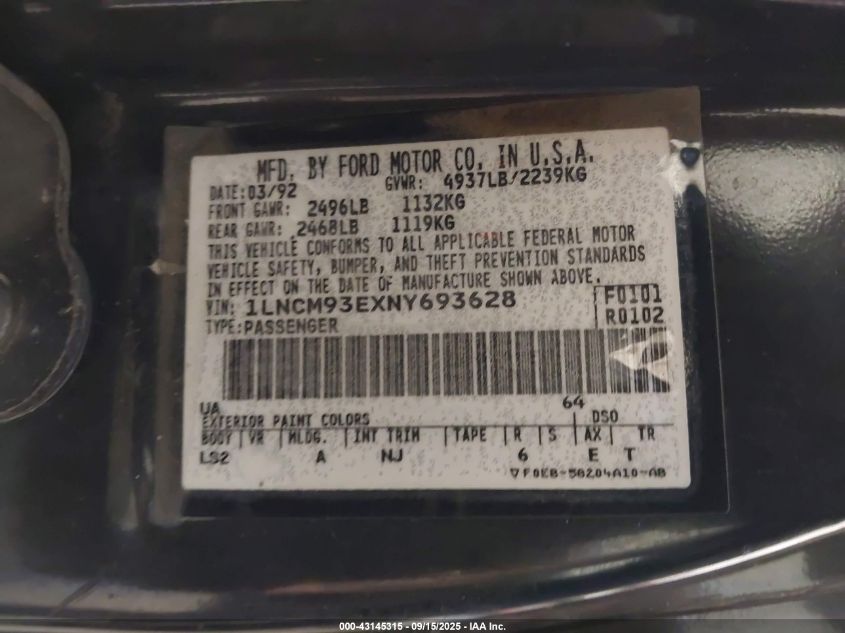 MFD. BY FORD MOTOR CO. IN U.S.A.
DATE: 03/92 GVWR: 4937LB/2239KG
FRONT GAWR: 2496LB 1132KG
REAR GAWR: 2468LB 1119KG
THIS VEHICLE CONFORMS TO ALL APPLICABLE FEDERAL MOTOR
VEHICLE SAFETY, BUMPER, AND THEFT PREVENTION STANDARDS
IN EFFECT ON THE DATE OF MANUFACTURE SHOWN ABOVE.
VIN: 1LNCM93EXNY693628 F0101
TYPE: PASSENGER R0102
UA 64
EXTERIOR PAINT COLORS DSO
BODY VR MLDG. INT TRIM TAPE R S AX TR
LS2 A NJ 6 E T
▽F0EB-58204A10-AB
000-43145315 - 09/15/2025 - IAA Inc.